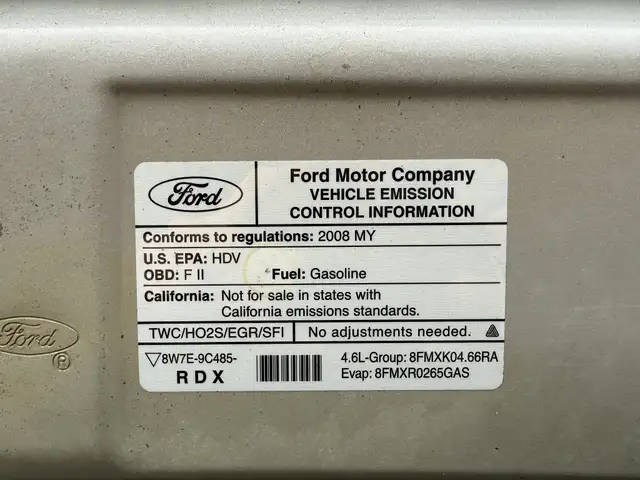 Ford
Ford Motor Company
VEHICLE EMISSION
CONTROL INFORMATION
Conforms to regulations: 2008 MY
U.S. EPA: HDV
OBD: F II Fuel: Gasoline
California: Not for sale in states with
California emissions standards.
TWC/HO2S/EGR/SFI No adjustments needed.
8W7E-9C485-
RDX
4.6L-Group: 8FMXK04.66RA
Evap: 8FMXR0265GAS
Ford
®